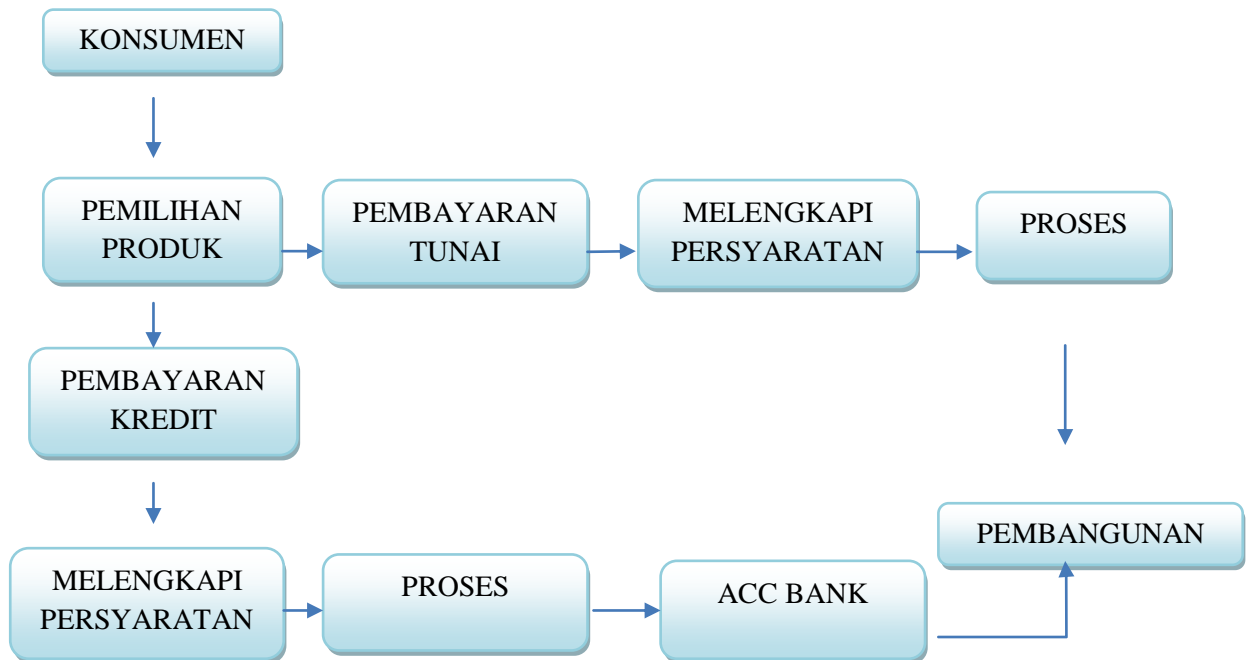 KONSUMEN
PEMILIHAN
PRODUK
PEMBAYARAN
TUNAI
MELENGKAPI
PERSYARATAN
PROSES
PEMBAYARAN
KREDIT
MELENGKAPI
PERSYARATAN
PROSES
ACC BANK
PEMBANGUNAN